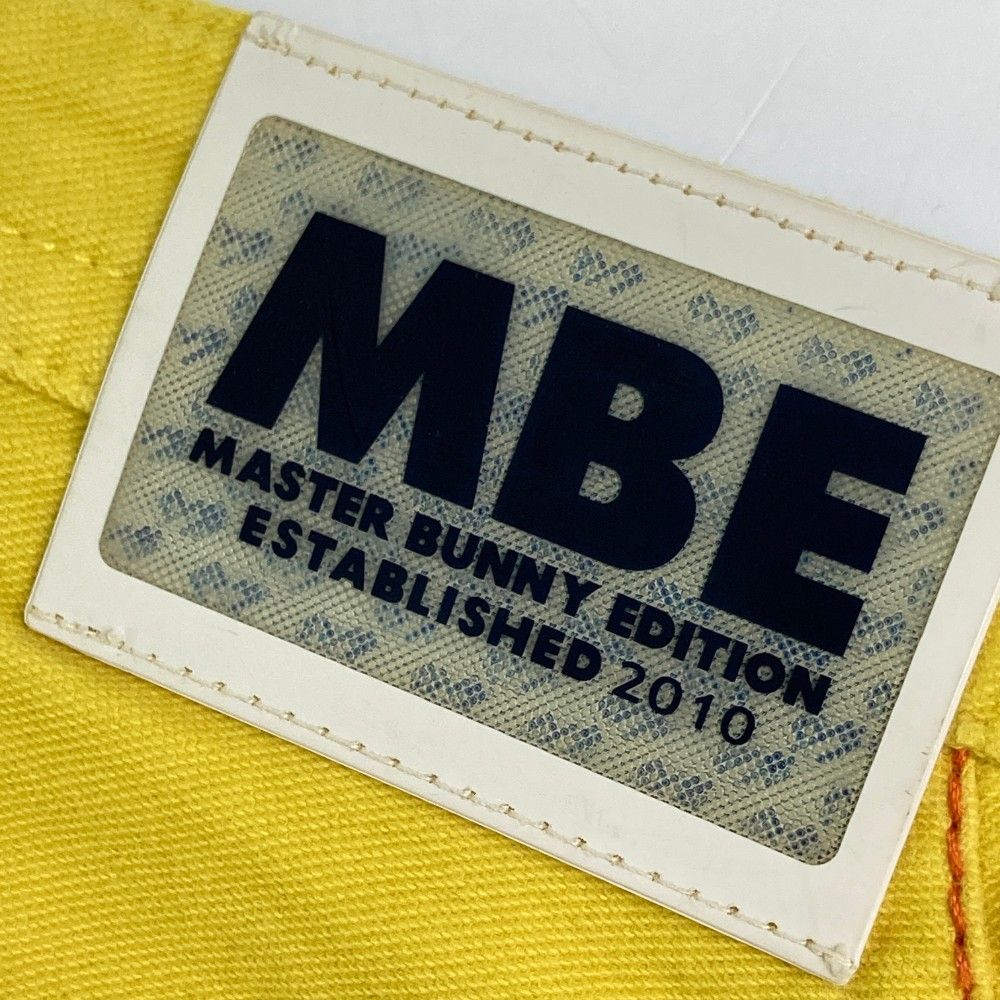 MBE
MASTER BUNNY EDITION
ESTABLISHED 2010